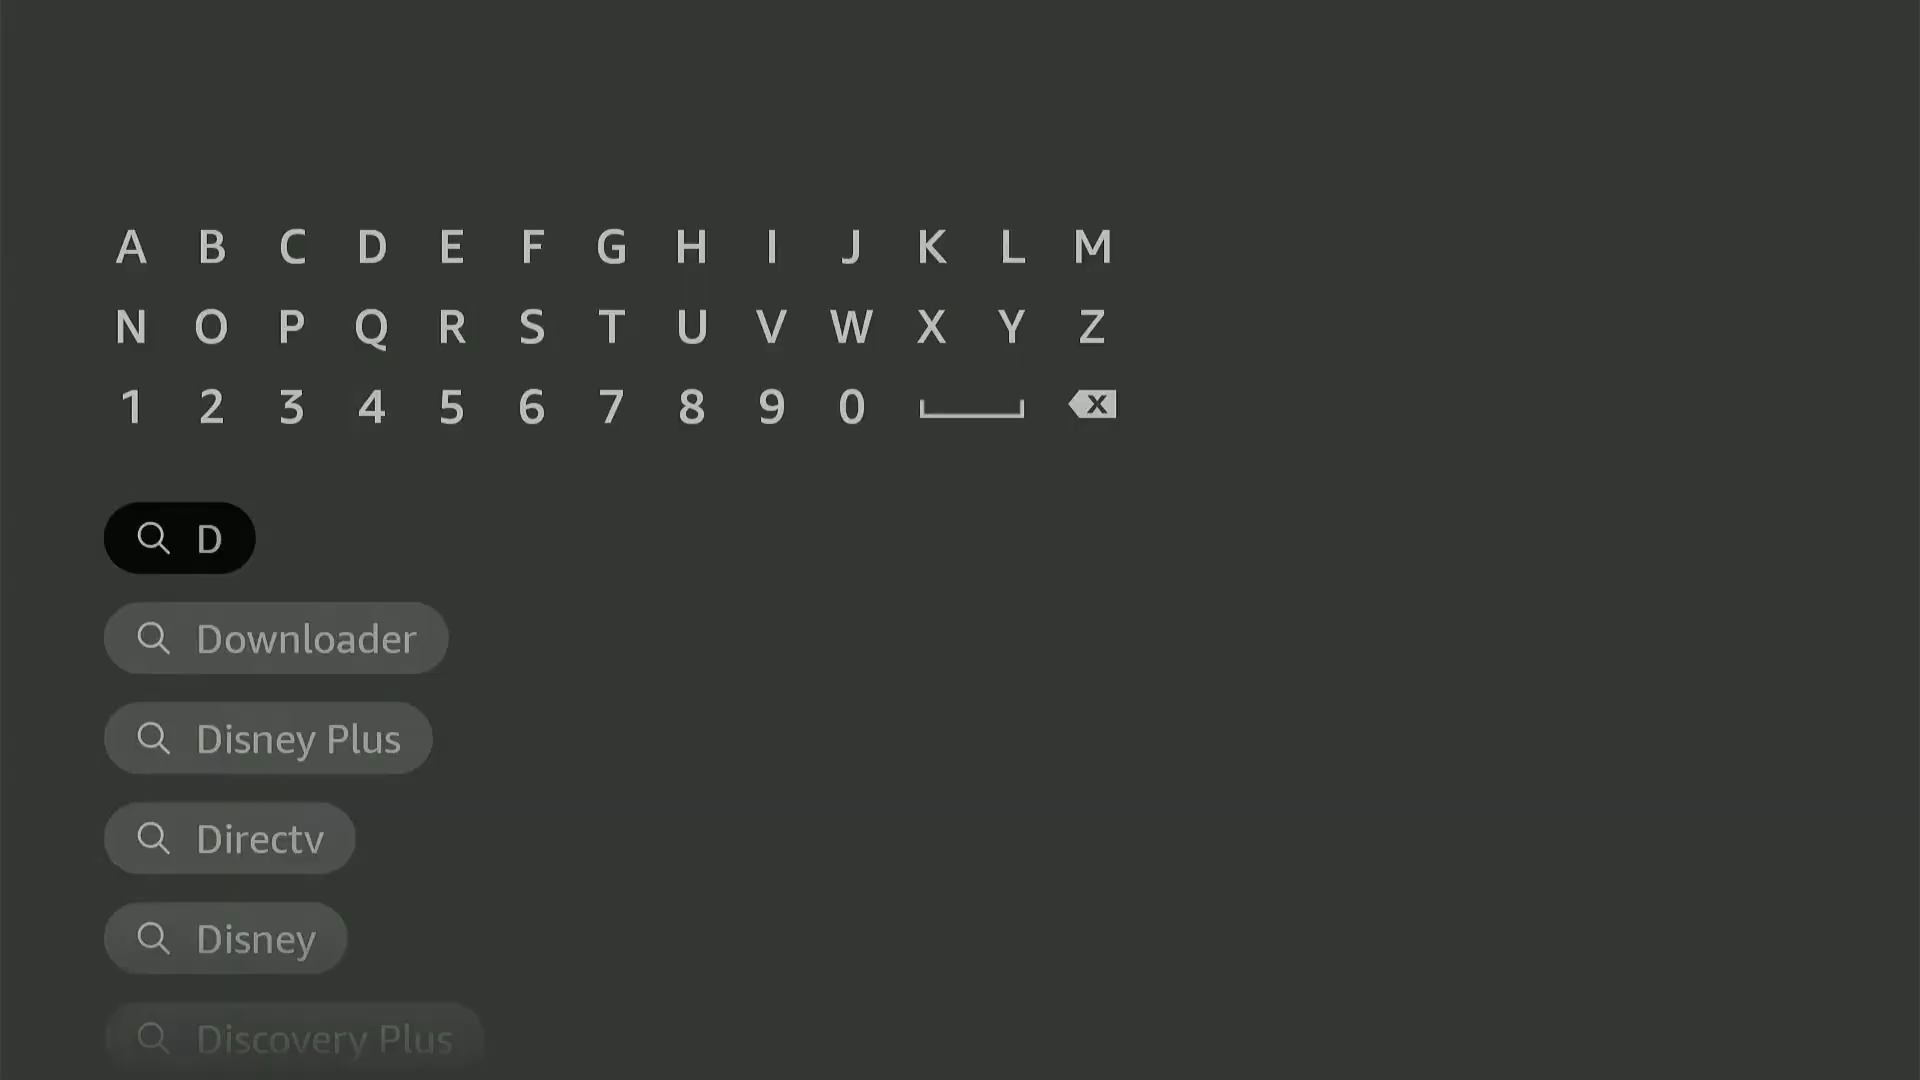 A B C D E F G H I J K L M
N O P Q R S T U V W X Y Z
1 2 3 4 5 6 7 8 9 0
D
Downloader
Disney Plus
Directv
Disney
Discovery Plus